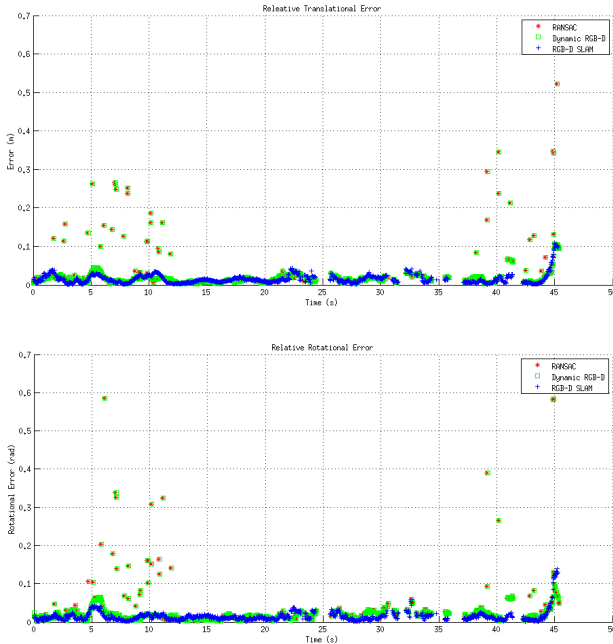 Releative Translational Error
0.7
0.6
0.5
0.4
0.3
0.2
0.1
0
Error (m)
RANSAC
Dynamic RGB-D
RGB-D SLAM
0 5 10 15 20 25 30 35 40 45 50
Time (s)
Relative Rotational Error
0.7
0.6
0.5
0.4
0.3
0.2
0.1
0
Rotational Error (rad)
RANSAC
Dynamic RGB-D
RGB-D SLAM
0 5 10 15 20 25 30 35 40 45 50
Time (s)